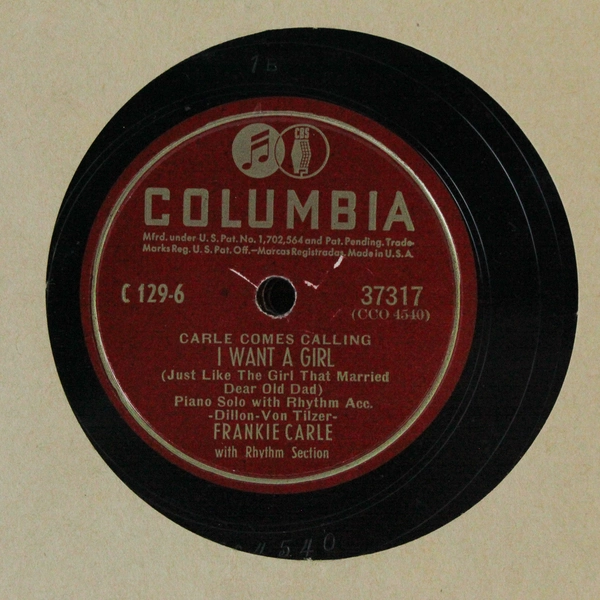 1B
CBS
COLUMBIA
Mfrd. under U.S. Pat. No. 1,702,564 and Pat. Pending. Trade-
Marks Reg. U.S. Pat. Off.—Marcas Registradas. Made in U.S.A.
C 129-6
37317
(CCO 4540)
CARLE COMES CALLING
I WANT A GIRL
(Just Like The Girl That Married
Dear Old Dad)
Piano Solo with Rhythm Acc.
-Dillon-Von Tilzer-
FRANKIE CARLE
with Rhythm Section
4540